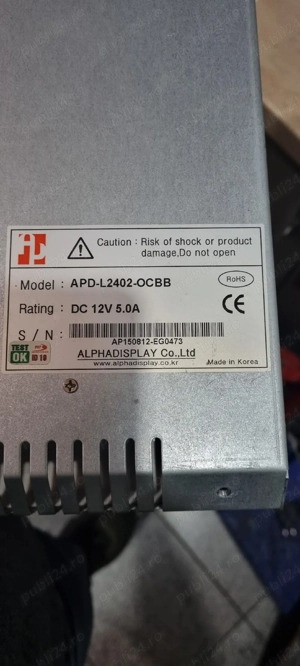 Caution : Risk of shock or product
damage,Do not open
Model : APD-L2402-OCBB
RoHS
Rating : DC 12V 5.0A
CE
S / N :
AP150812-EG0473
TEST
OK
ALPHADISPLAY Co.,Ltd
www.alphadisplay.co.kr
Made in Korea